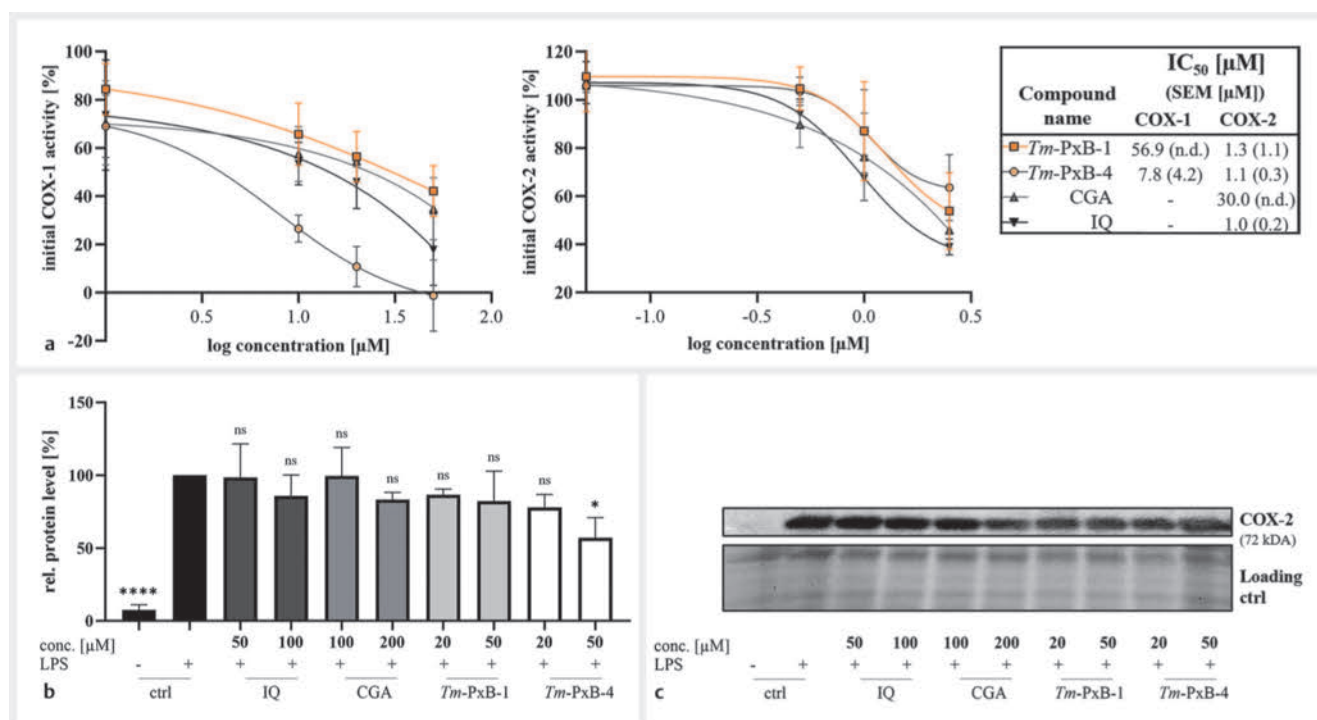 initial COX-1 activity [%]
100
80
60
40
20
0
-20
0.5
1.0
1.5
2.0
log concentration [µM]
a
initial COX-2 activity [%]
120
100
80
60
40
20
-1.0
-0.5
0.0
0.5
log concentration [µM]
IC50 [µM]
(SEM [µM])
Compound name
COX-1 COX-2
Tm-PxB-1 56.9 (n.d.) 1.3 (1.1)
Tm-PxB-4 7.8 (4.2) 1.1 (0.3)
CGA - 30.0 (n.d.)
IQ - 1.0 (0.2)
rel. protein level [%]
150
100
50
0
**** ns ns ns ns ns ns ns *
conc. [µM] 50 100 100 200 20 50 20 50
LPS - + + + + + + + + +
ctrl IQ CGA Tm-PxB-1 Tm-PxB-4
b
COX-2
(72 kDA)
Loading
ctrl
conc. [µM] 50 100 100 200 20 50 20 50
LPS - + + + + + + + + +
ctrl IQ CGA Tm-PxB-1 Tm-PxB-4
c